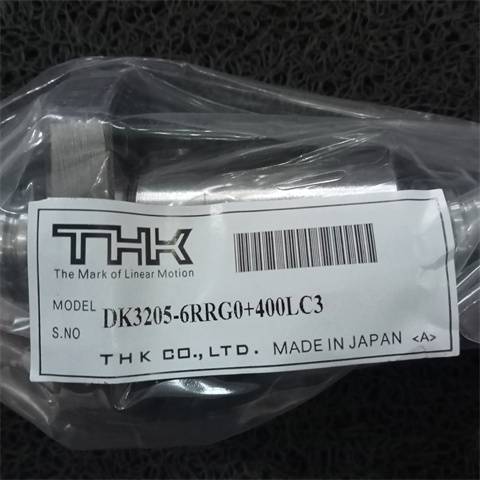 THK
The Mark of Linear Motion
MODEL DK3205-6RRG0+400LC3
S.NO
THK CO., LTD. MADE IN JAPAN <A>